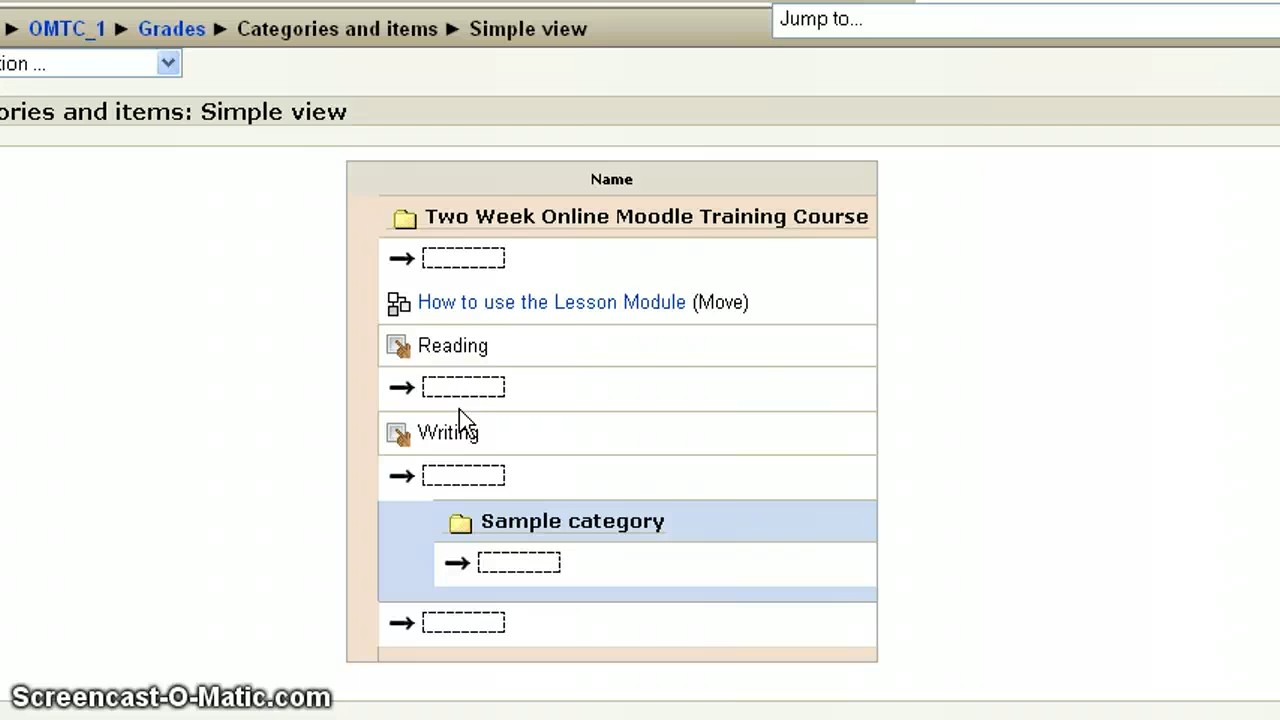 ► OMTC_1 ► Grades ► Categories and items ► Simple view
Jump to...
ion ...
ories and items: Simple view
Name
Two Week Online Moodle Training Course
How to use the Lesson Module (Move)
Reading
Writing
Sample category
Screencast-O-Matic.com